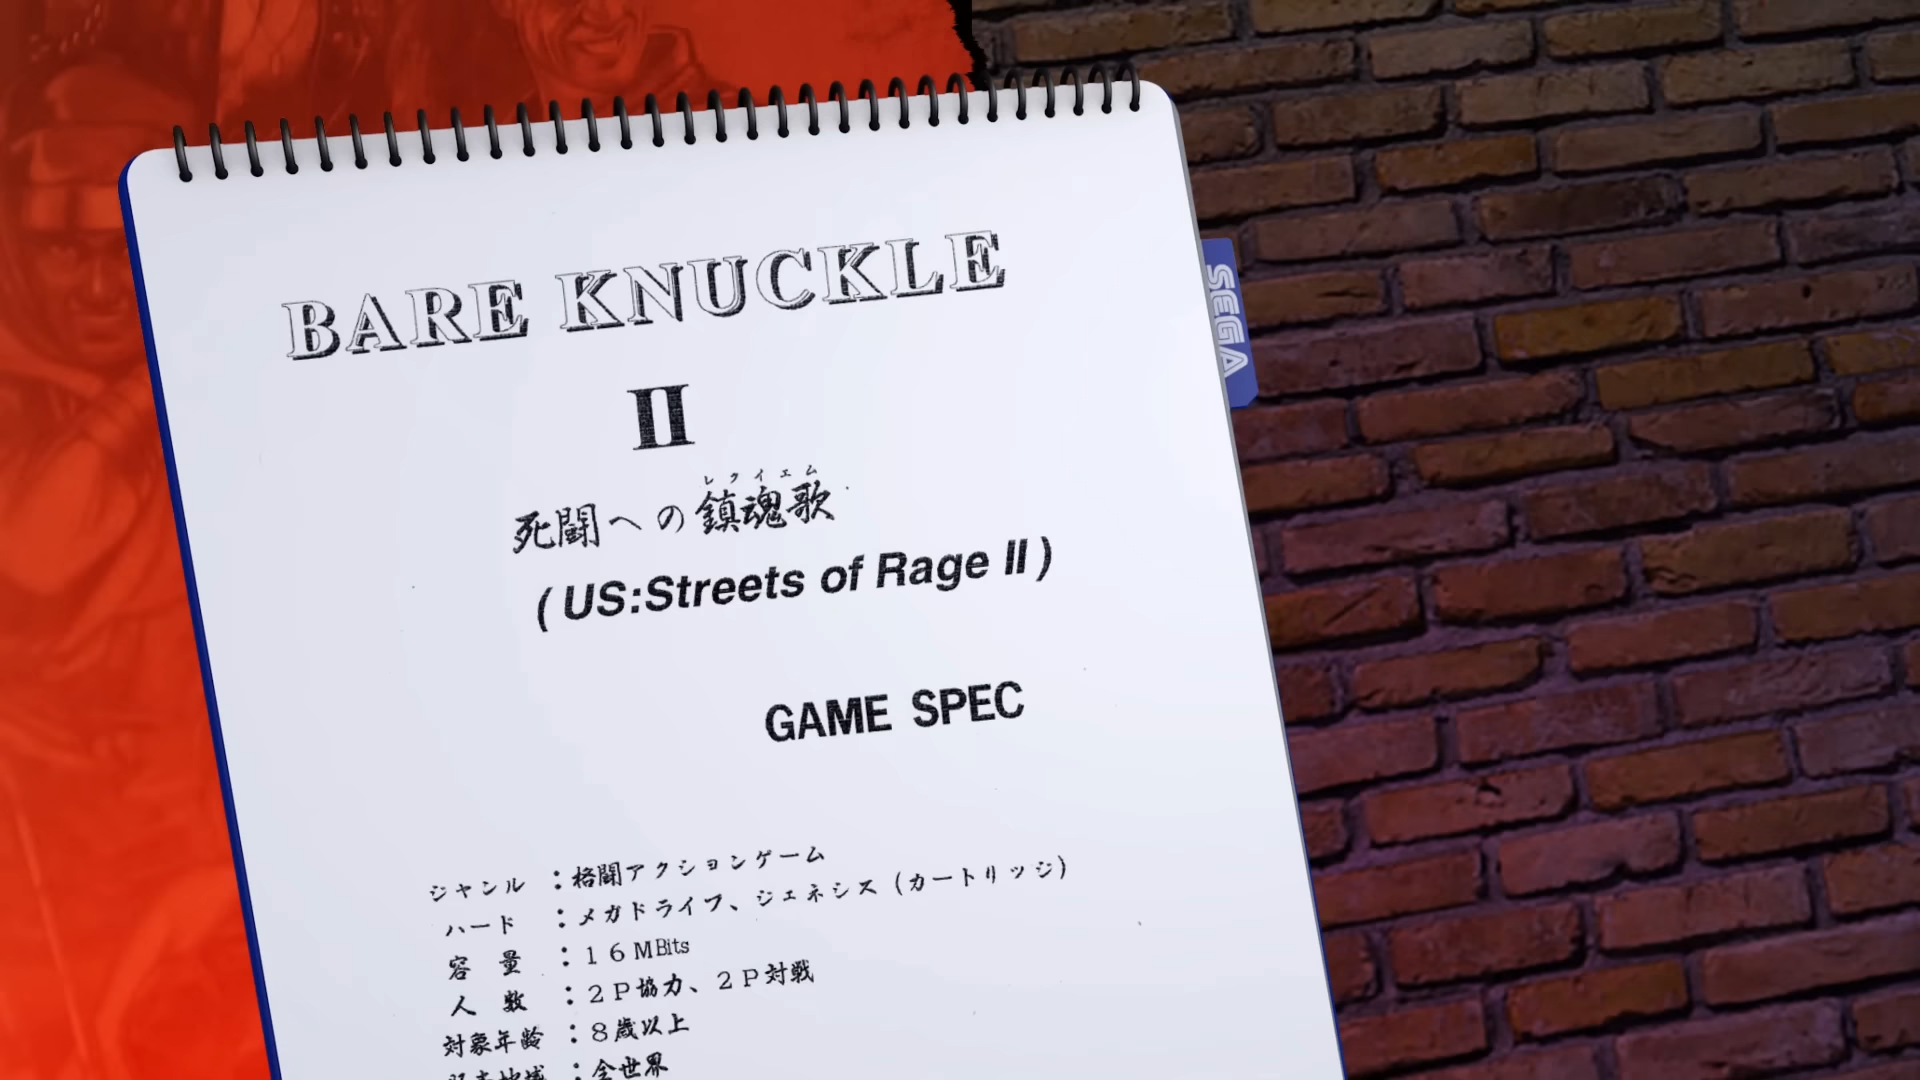 BARE KNUCKLE
II
レクイエム
死闘への鎮魂歌
(US:Streets of Rage II)
GAME SPEC
SEGA
ジャンル :格闘アクションゲーム
ハード :メガドライブ、ジェネシス(カートリッジ)
容 量 :16MBits
人 数 :2P協力、2P対戦
対象年齢 :8歳以上
:全世界